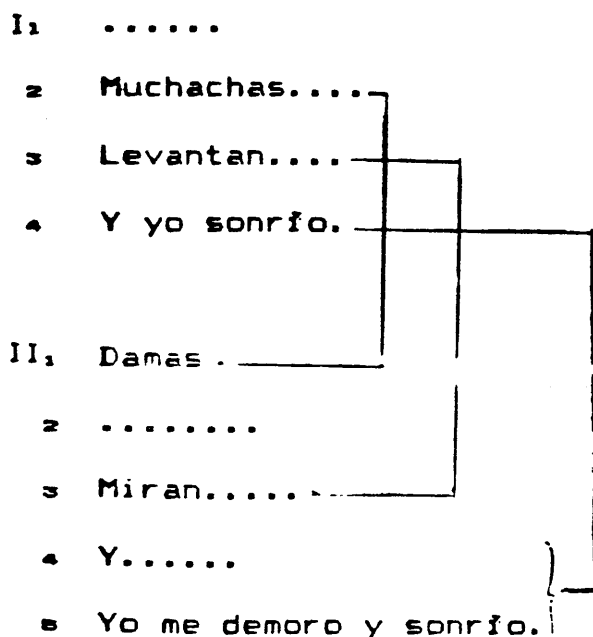 I1 ......
2 Muchachas....
3 Levantan....
4 Y yo sonrío.
II1 Damas .
2 ........
3 Miran.....
4 Y......
5 Yo me demoro y sonrío.